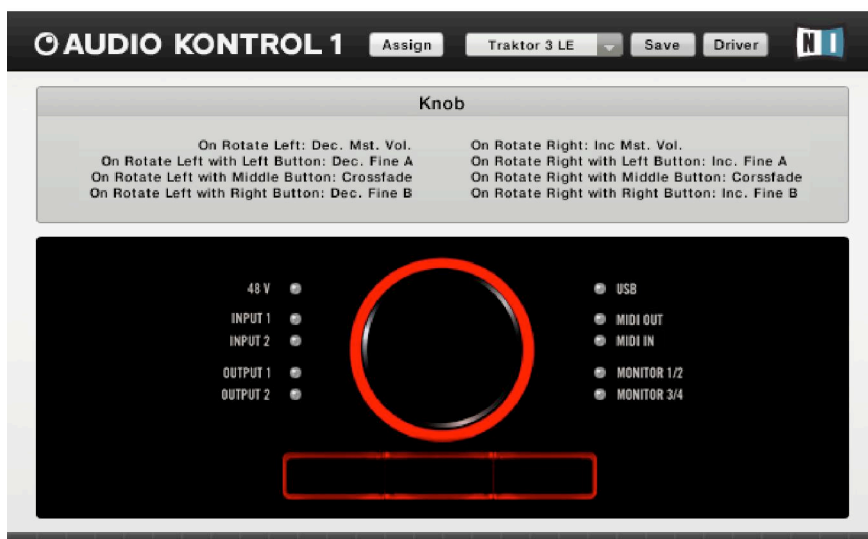 AUDIO KONTROL 1
Assign
Traktor 3 LE
Save
Driver
N I
Knob
On Rotate Left: Dec. Mst. Vol.
On Rotate Left with Left Button: Dec. Fine A
On Rotate Left with Middle Button: Crossfade
On Rotate Left with Right Button: Dec. Fine B
On Rotate Right: Inc Mst. Vol.
On Rotate Right with Left Button: Inc. Fine A
On Rotate Right with Middle Button: Corssfade
On Rotate Right with Right Button: Inc. Fine B
48 V
INPUT 1
INPUT 2
OUTPUT 1
OUTPUT 2
USB
MIDI OUT
MIDI IN
MONITOR 1/2
MONITOR 3/4